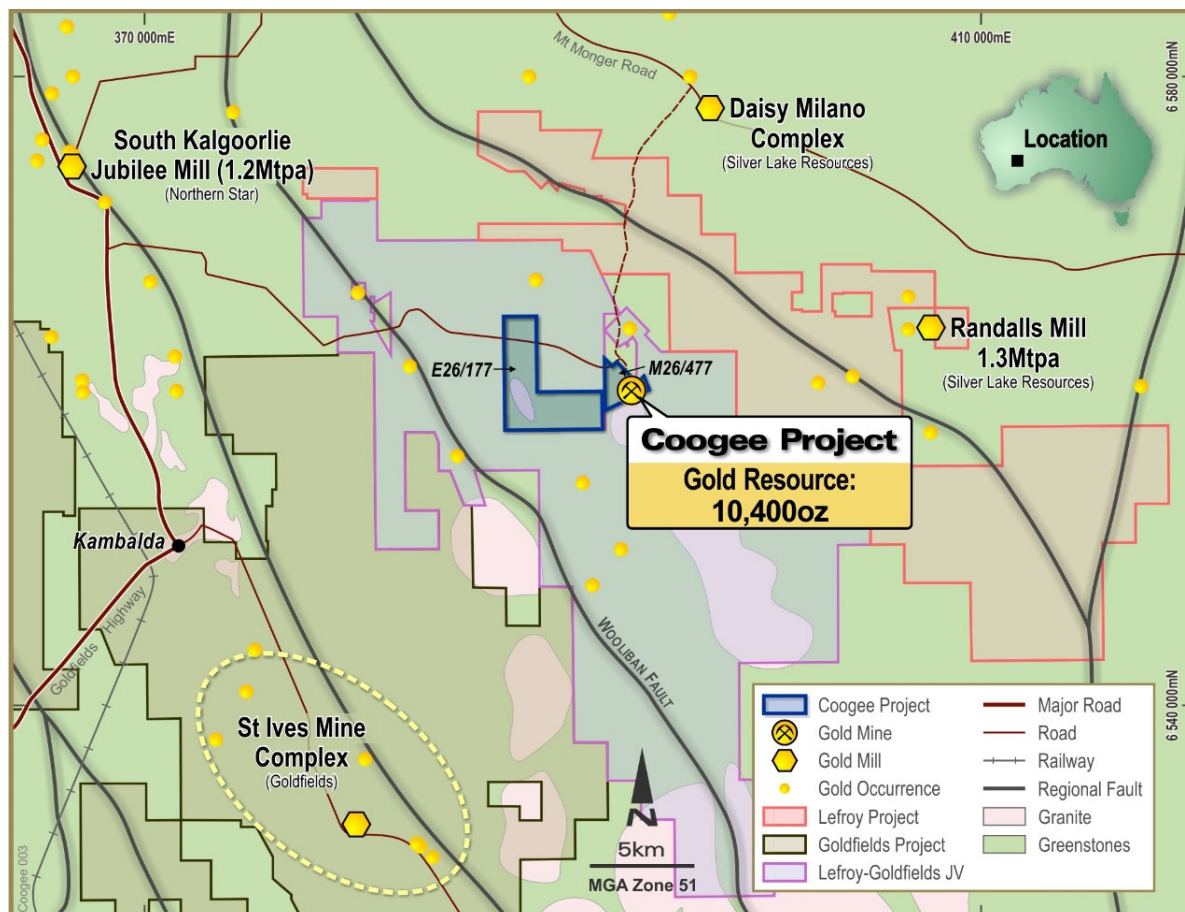 370 000mE
410 000mE
6 580 000mN
Mt Monger Road
Daisy Milano
Complex
(Silver Lake Resources)
Location
South Kalgoorlie
Jubilee Mill (1.2Mtpa)
(Northern Star)
Randalls Mill
1.3Mtpa
(Silver Lake Resources)
E26/177
M26/477
Coogee Project
Gold Resource:
10,400oz
Kambalda
Goldfields Highway
WOOLIBAN FAULT
St Ives Mine
Complex
(Goldfields)
6 540 000mN
Coogee Project
Gold Mine
Gold Mill
Gold Occurrence
Lefroy Project
Goldfields Project
Lefroy-Goldfields JV
Major Road
Road
Railway
Regional Fault
Granite
Greenstones
N
5km
MGA Zone 51
Coogee 003